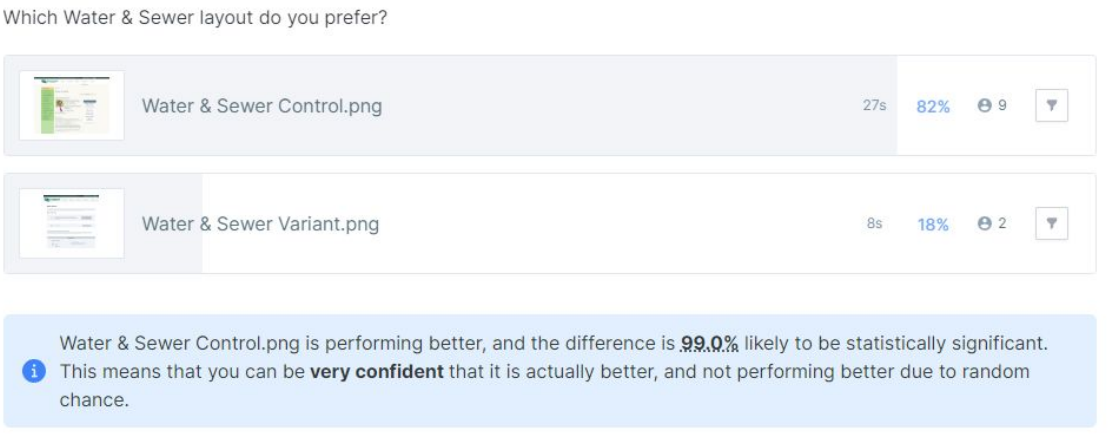 Which Water & Sewer layout do you prefer?
Water & Sewer Control.png 27s 82% 9
Water & Sewer Variant.png 8s 18% 2
Water & Sewer Control.png is performing better, and the difference is 99.0% likely to be statistically significant.
This means that you can be very confident that it is actually better, and not performing better due to random
chance.